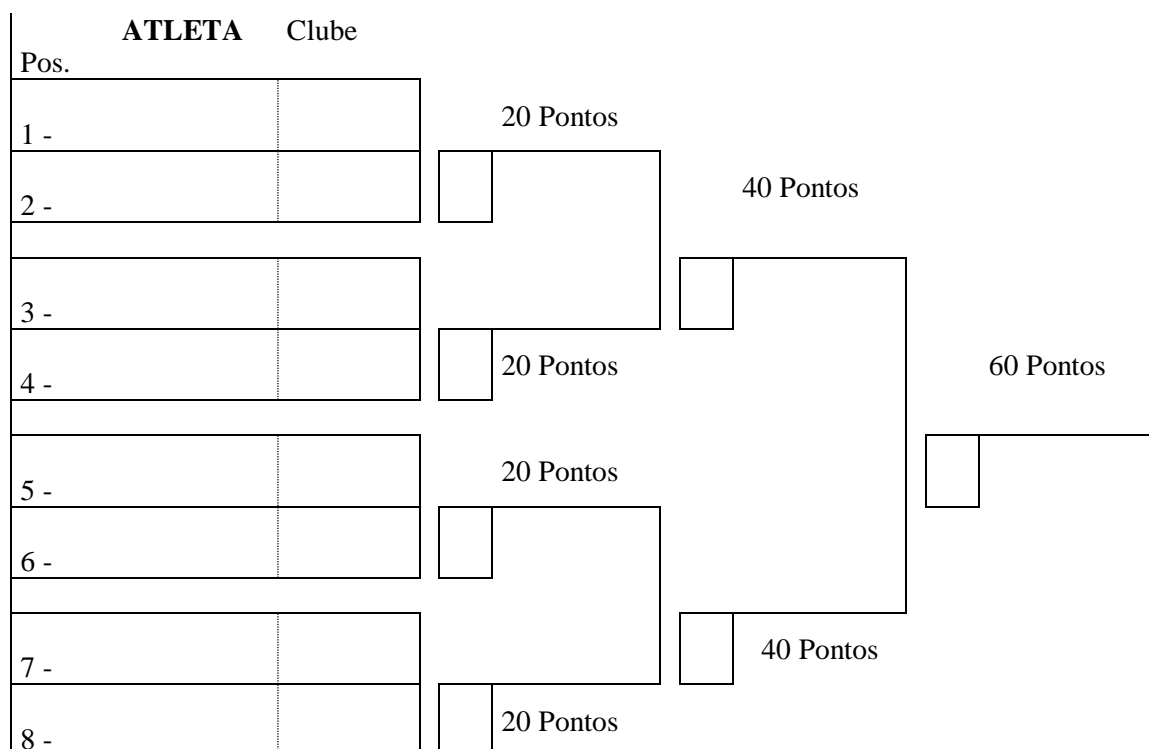 ATLETA Clube
Pos.
1 -
20 Pontos
2 -
40 Pontos
3 -
4 -
20 Pontos
60 Pontos
5 -
20 Pontos
6 -
7 -
40 Pontos
8 -
20 Pontos